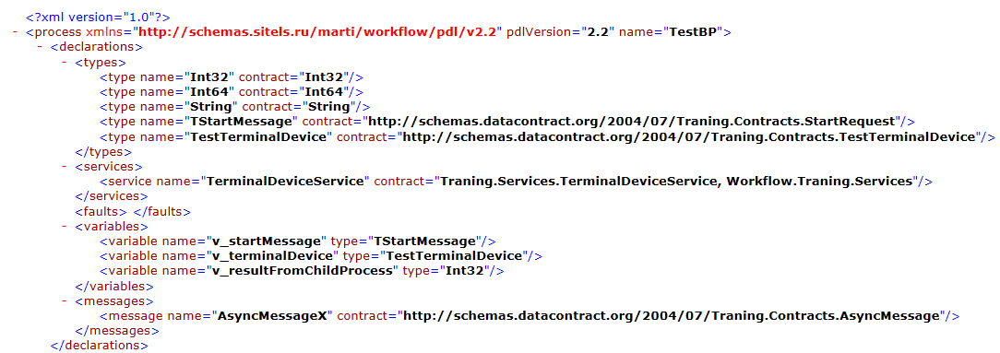 <?xml version="1.0"?>
- <process xmlns="http://schemas.sitels.ru/marti/workflow/pdl/v2.2" pdlVersion="2.2" name="TestBP">
- <declarations>
- <types>
<type name="Int32" contract="Int32"/>
<type name="Int64" contract="Int64"/>
<type name="String" contract="String"/>
<type name="TStartMessage" contract="http://schemas.datacontract.org/2004/07/Traning.Contracts.StartRequest"/>
<type name="TestTerminalDevice" contract="http://schemas.datacontract.org/2004/07/Traning.Contracts.TestTerminalDevice"/>
</types>
- <services>
<service name="TerminalDeviceService" contract="Traning.Services.TerminalDeviceService, Workflow.Traning.Services"/>
</services>
<faults> </faults>
- <variables>
<variable name="v_startMessage" type="TStartMessage"/>
<variable name="v_terminalDevice" type="TestTerminalDevice"/>
<variable name="v_resultFromChildProcess" type="Int32"/>
</variables>
- <messages>
<message name="AsyncMessageX" contract="http://schemas.datacontract.org/2004/07/Traning.Contracts.AsyncMessage"/>
</messages>
</declarations>